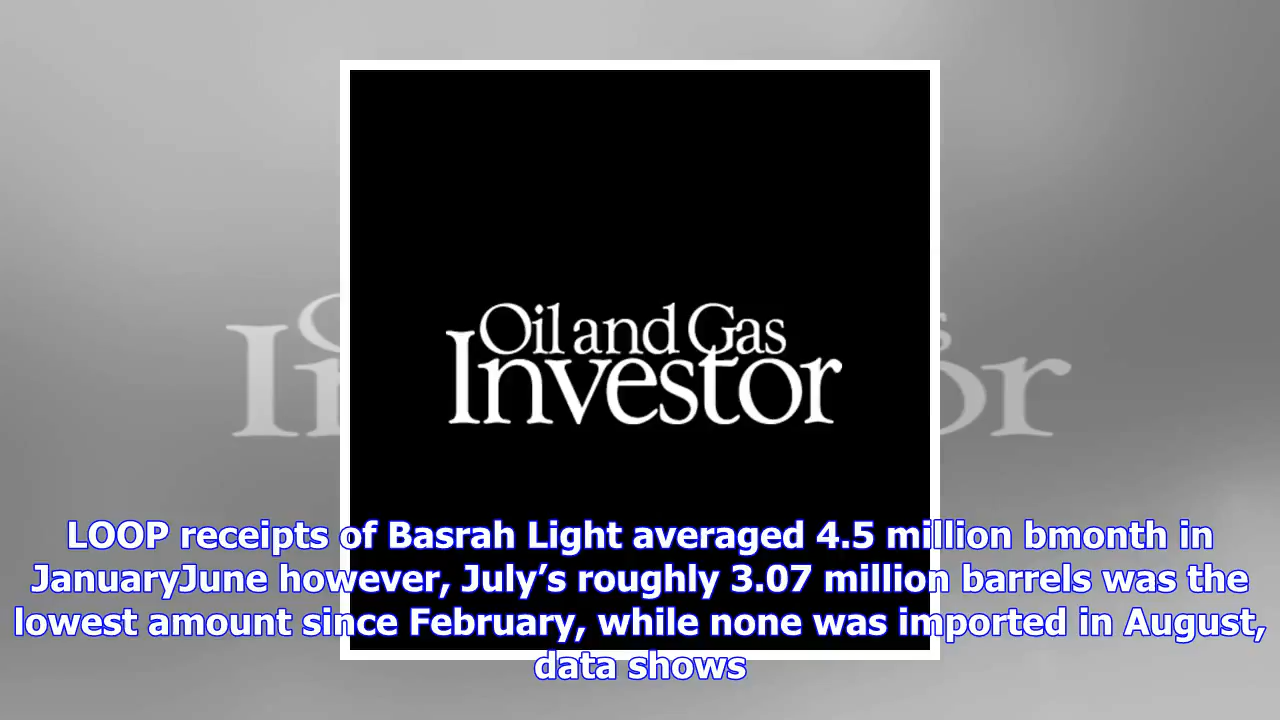 Oil and Gas
Investor
LOOP receipts of Basrah Light averaged 4.5 million bmonth in
JanuaryJune however, July’s roughly 3.07 million barrels was the
lowest amount since February, while none was imported in August,
data shows